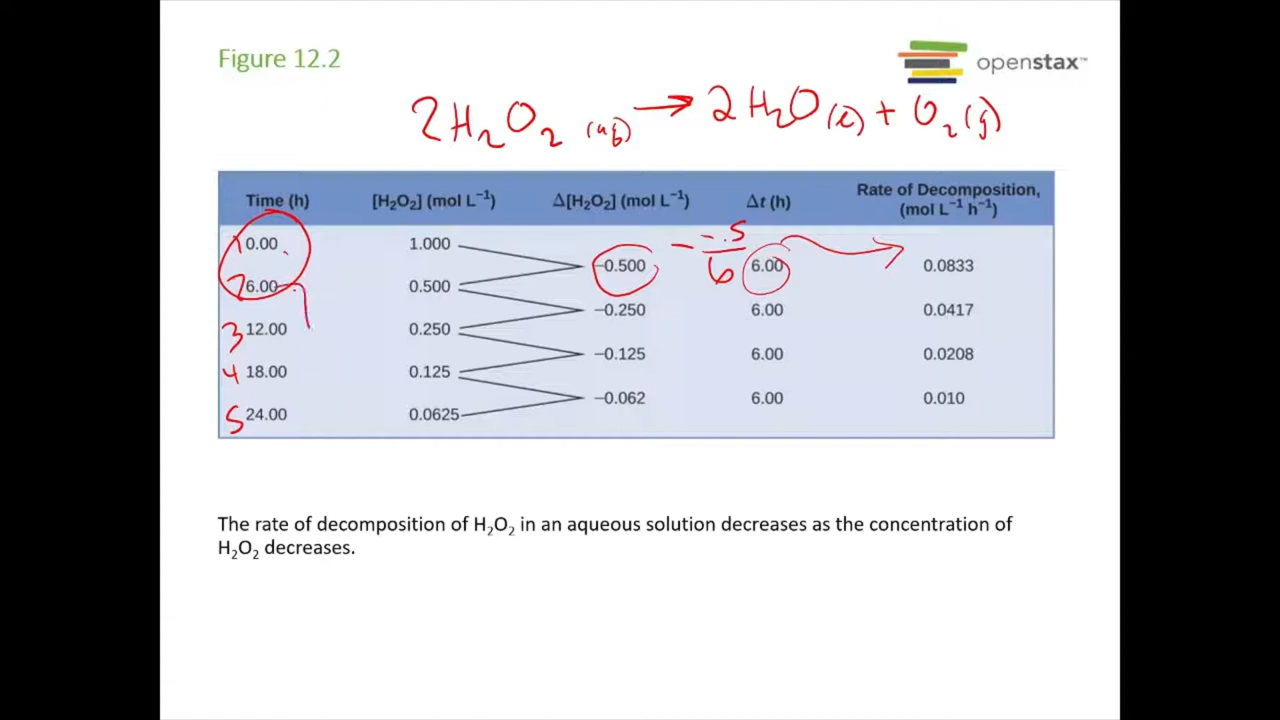 Figure 12.2
openstax™
2H₂O₂ (aq) → 2H₂O(l) + O₂(g)
Time (h) [H₂O₂] (mol L⁻¹) Δ[H₂O₂] (mol L⁻¹) Δt (h) Rate of Decomposition, (mol L⁻¹ h⁻¹)
1 0.00 1.000
−0.500 − -.5/6 6.00 0.0833
2 6.00 0.500
−0.250 6.00 0.0417
3 12.00 0.250
−0.125 6.00 0.0208
4 18.00 0.125
−0.062 6.00 0.010
5 24.00 0.0625
The rate of decomposition of H₂O₂ in an aqueous solution decreases as the concentration of
H₂O₂ decreases.